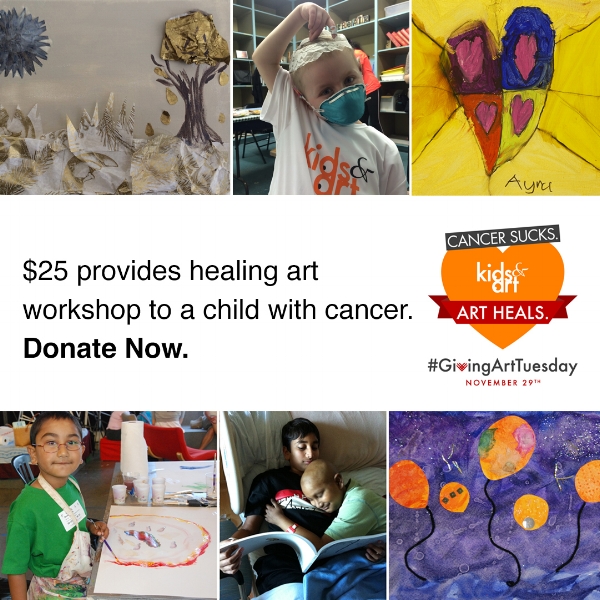 kids&
art
Ayra
$25 provides healing art
workshop to a child with cancer.
Donate Now.
CANCER SUCKS.
kids&
art
ART HEALS.
#GivingArtTuesday
NOVEMBER 29TH